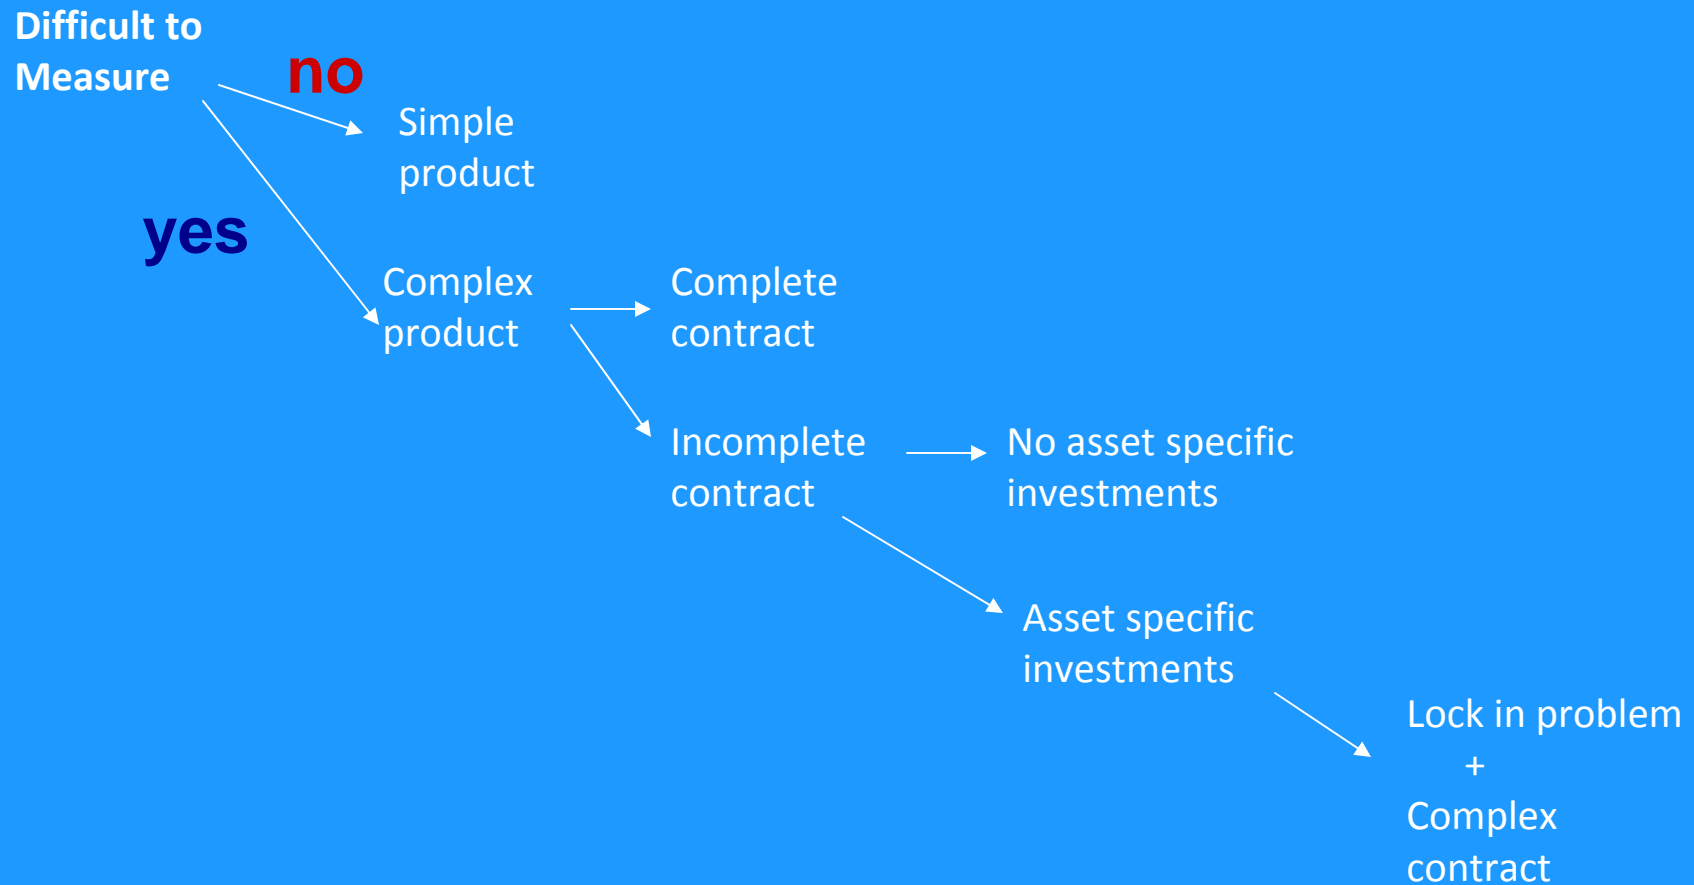 Difficult to
Measure
no
Simple
product
yes
Complex
product
Complete
contract
Incomplete
contract
No asset specific
investments
Asset specific
investments
Lock in problem
+
Complex
contract